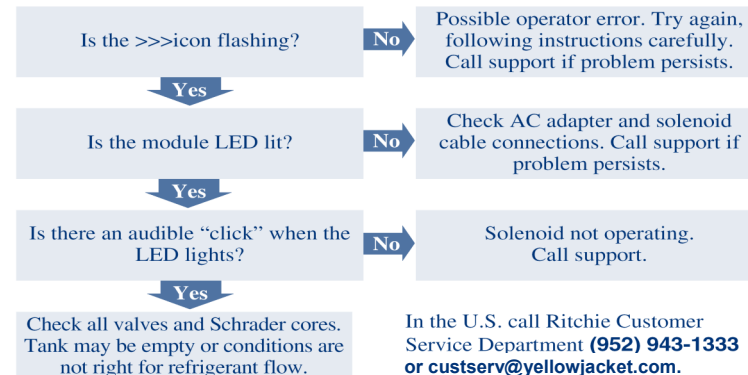 Is the >>>icon flashing?
No
Possible operator error. Try again,
following instructions carefully.
Call support if problem persists.
Yes
Is the module LED lit?
No
Check AC adapter and solenoid
cable connections. Call support if
problem persists.
Yes
Is there an audible “click” when the
LED lights?
No
Solenoid not operating.
Call support.
Yes
Check all valves and Schrader cores.
Tank may be empty or conditions are
not right for refrigerant flow.
In the U.S. call Ritchie Customer
Service Department (952) 943-1333
or custserv@yellowjacket.com.